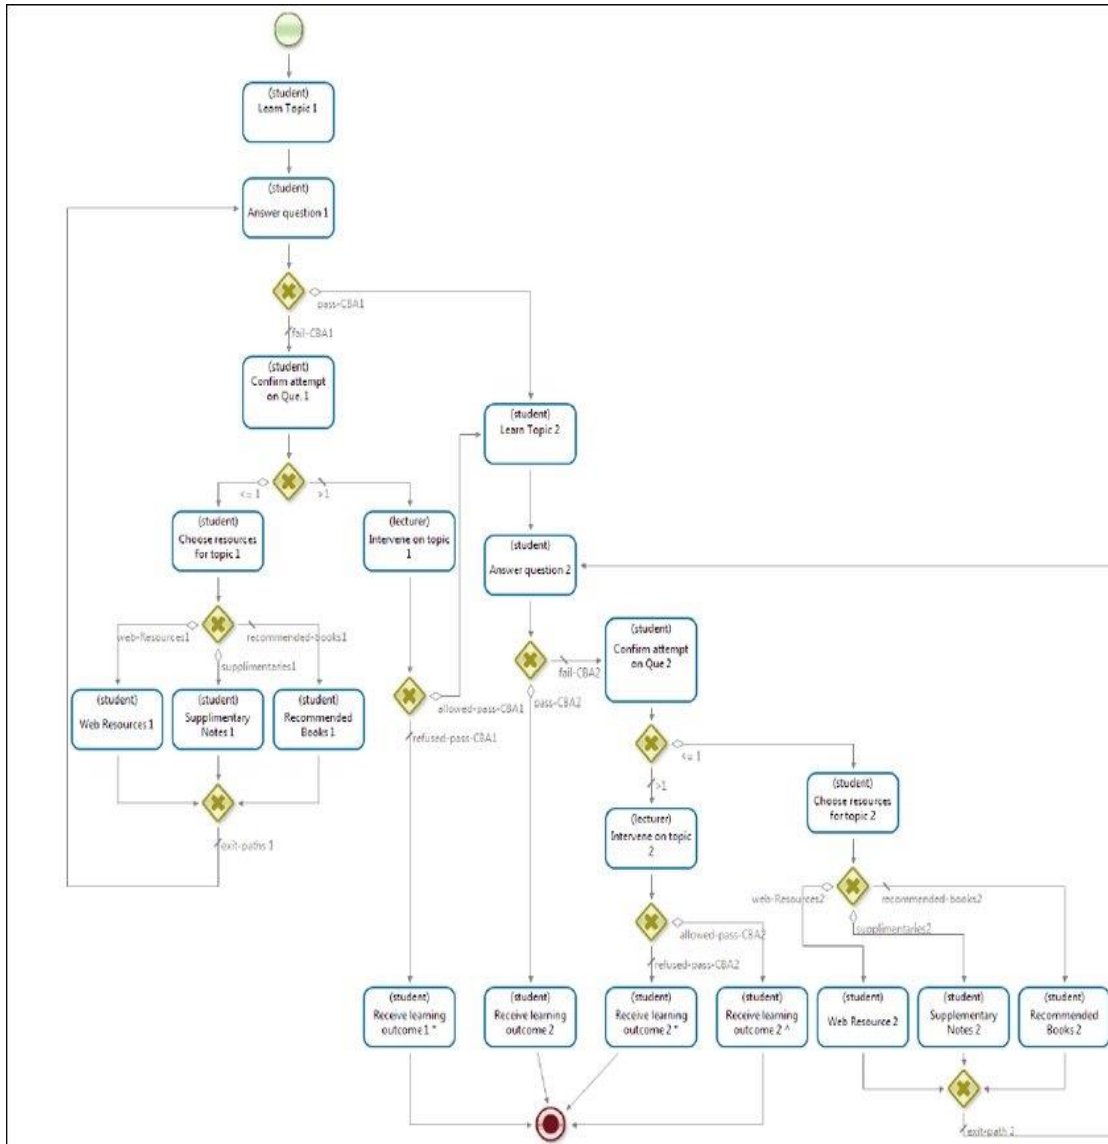 (student)
Learn Topic 1
(student)
Answer question 1
pass-CBA1
fail-CBA1
(student)
Confirm attempt
on Que. 1
(student)
Learn Topic 2
<= 1
>1
(student)
Choose resources
for topic 1
(lecturer)
Intervene on topic
1
(student)
Answer question 2
web-Resources1
recommended-books1
supplimentaries1
(student)
Confirm attempt
on Que 2
fail-CBA2
pass-CBA2
(student)
Web Resources 1
(student)
Supplimentary
Notes 1
(student)
Recommended
Books 1
allowed-pass-CBA1
refused-pass-CBA1
<= 1
>1
(student)
Choose resources
for topic 2
(lecturer)
Intervene on topic
2
exit-paths 1
web-Resources2
recommended-books2
supplimentaries2
allowed-pass-CBA2
refused-pass-CBA2
(student)
Receive learning
outcome 1 *
(student)
Receive learning
outcome 2
(student)
Receive learning
outcome 2 *
(student)
Receive learning
outcome 2 ^
(student)
Web Resource 2
(student)
Supplementary
Notes 2
(student)
Recommended
Books 2
exit-path 2